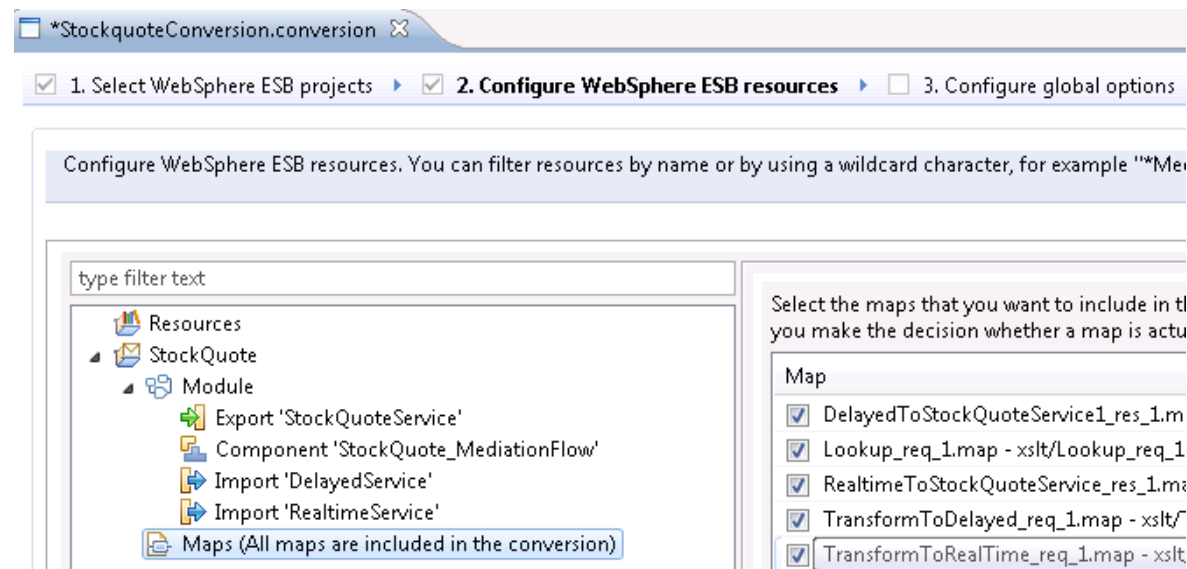 *StockquoteConversion.conversion
1. Select WebSphere ESB projects 2. Configure WebSphere ESB resources 3. Configure global options
Configure WebSphere ESB resources. You can filter resources by name or by using a wildcard character, for example "*Me
type filter text
Resources
StockQuote
Module
Export 'StockQuoteService'
Component 'StockQuote_MediationFlow'
Import 'DelayedService'
Import 'RealtimeService'
Maps (All maps are included in the conversion)
Select the maps that you want to include in
you make the decision whether a map is actu
Map
DelayedToStockQuoteService1_res_1.m
Lookup_req_1.map - xslt/Lookup_req_1
RealtimeToStockQuoteService_res_1.ma
TransformToDelayed_req_1.map - xslt/T
TransformToRealTime_req_1.map - xslt/